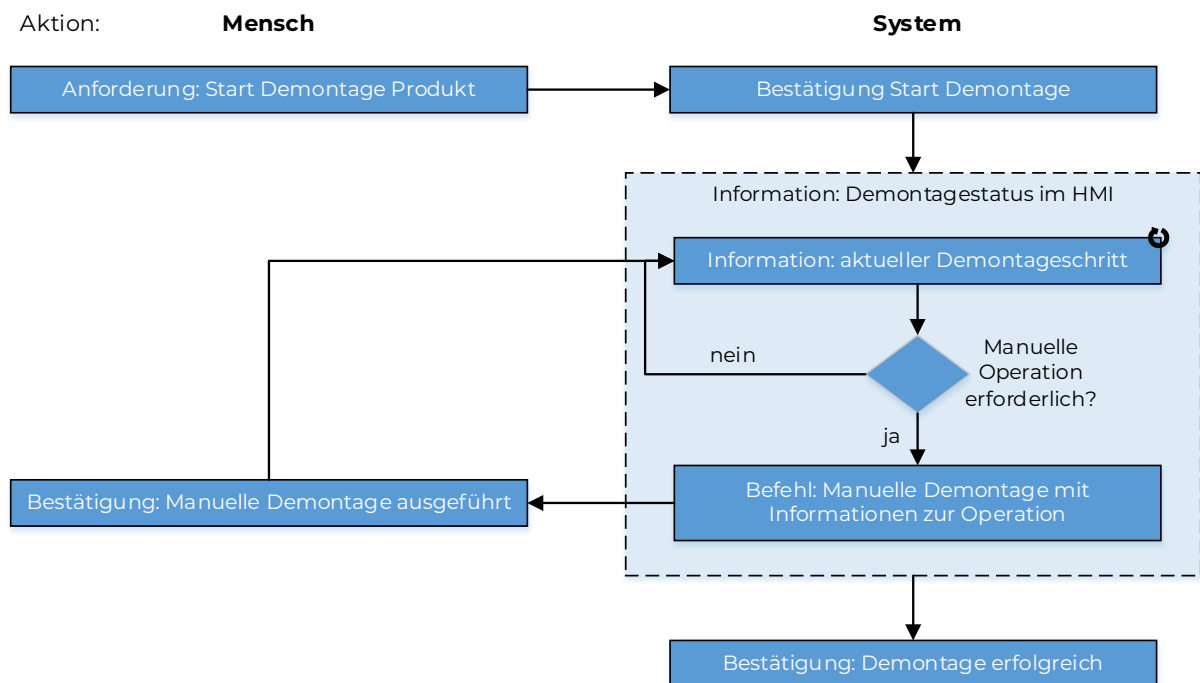 Aktion: Mensch System
Anforderung: Start Demontage Produkt
Bestätigung Start Demontage
Information: Demontagestatus im HMI
Information: aktueller Demontageschritt
nein
Manuelle
Operation
erforderlich?
ja
Bestätigung: Manuelle Demontage ausgeführt
Befehl: Manuelle Demontage mit
Informationen zur Operation
Bestätigung: Demontage erfolgreich